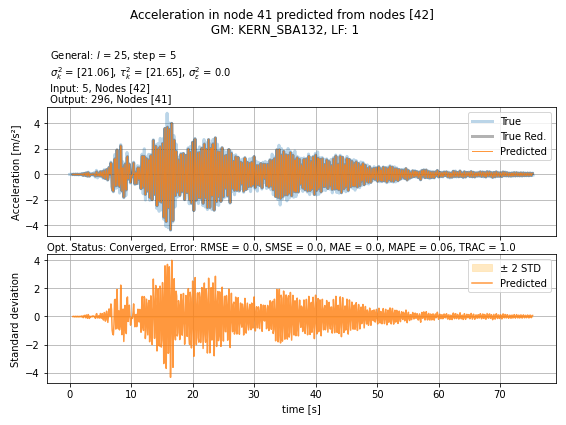 Acceleration in node 41 predicted from nodes [42]
GM: KERN_SBA132, LF: 1
General: l = 25, step = 5
σ²ₖ = [21.06], τ²ₖ = [21.65], σ²ε = 0.0
Input: 5, Nodes [42]
Output: 296, Nodes [41]
Acceleration [m/s²]
4
2
0
−2
−4
True
True Red.
Predicted
Opt. Status: Converged, Error: RMSE = 0.0, SMSE = 0.0, MAE = 0.0, MAPE = 0.06, TRAC = 1.0
Standard deviation
4
2
0
−2
−4
± 2 STD
Predicted
0 10 20 30 40 50 60 70
time [s]